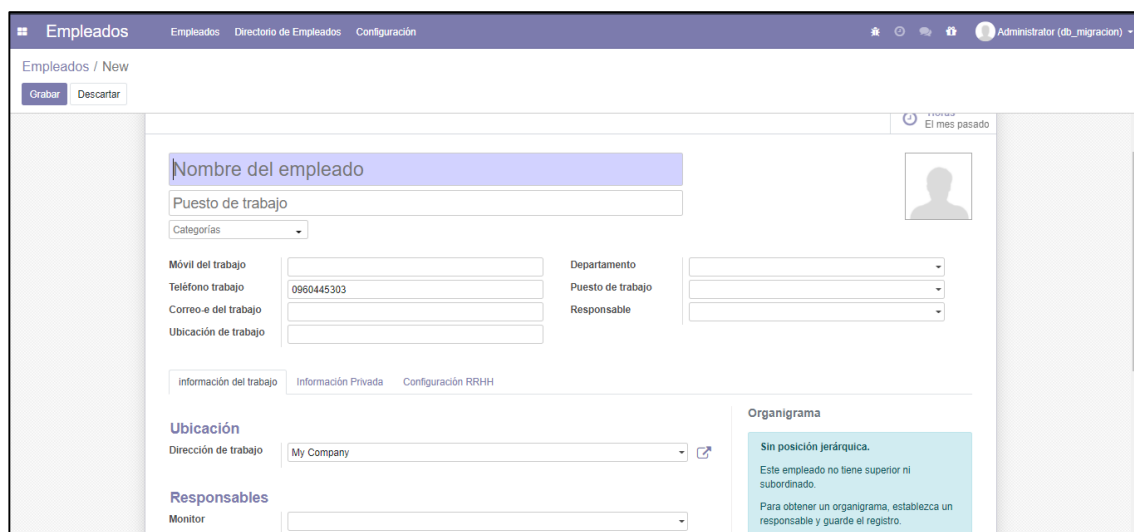 Empleados Empleados Directorio de Empleados Configuración Administrator (db_migracion)
Empleados / New
Grabar Descartar
Horas
El mes pasado
Nombre del empleado
Puesto de trabajo
Categorías
Móvil del trabajo Departamento
Teléfono trabajo 0960445303 Puesto de trabajo
Correo-e del trabajo Responsable
Ubicación de trabajo
información del trabajo Información Privada Configuración RRHH
Organigrama
Ubicación
Dirección de trabajo My Company
Sin posición jerárquica.
Este empleado no tiene superior ni
subordinado.
Para obtener un organigrama, establezca un
responsable y guarde el registro.
Responsables
Monitor